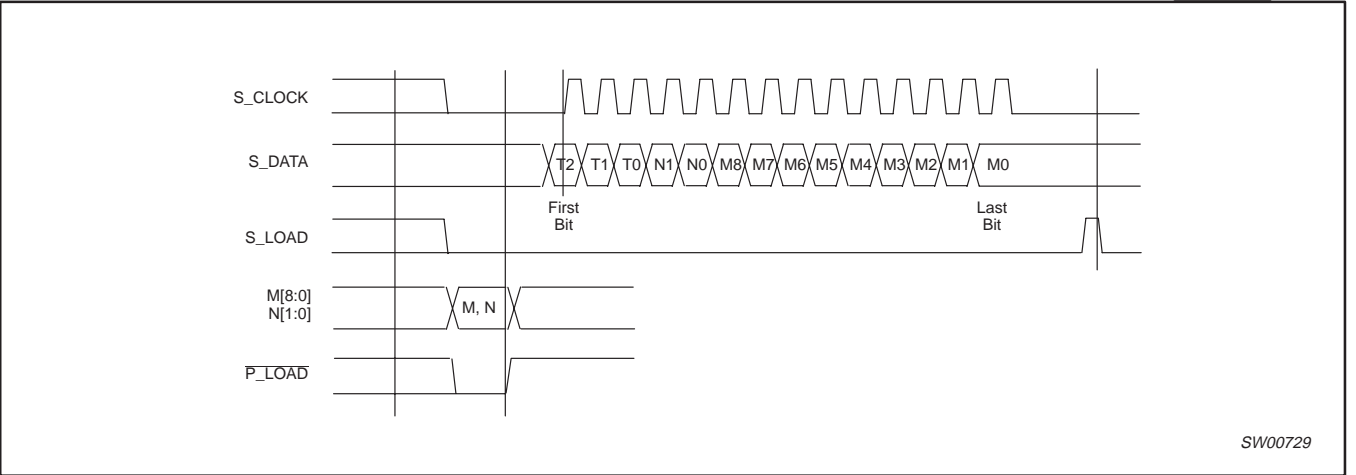 S_CLOCK
S_DATA
T2 T1 T0 N1 N0 M8 M7 M6 M5 M4 M3 M2 M1 M0
First
Bit
Last
Bit
S_LOAD
M[8:0]
N[1:0]
M, N
P_LOAD
SW00729